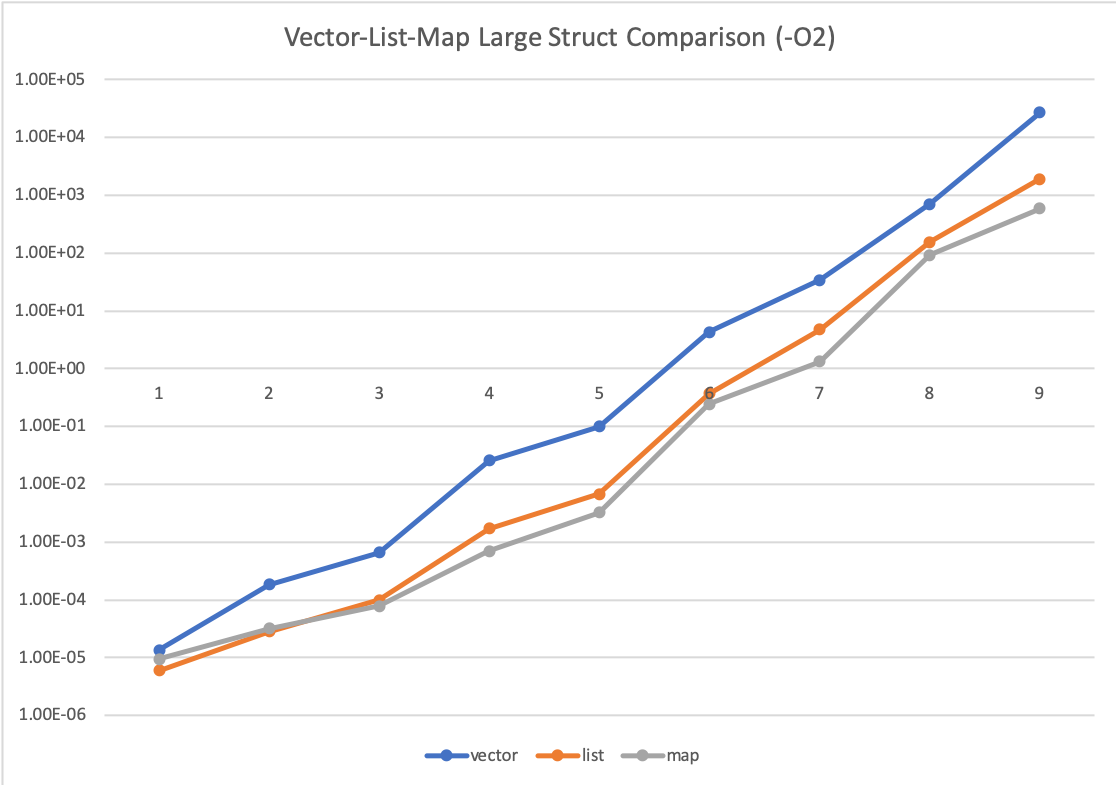 Vector-List-Map Large Struct Comparison (-O2)
1.00E+05
1.00E+04
1.00E+03
1.00E+02
1.00E+01
1.00E+00
1 2 3 4 5 6 7 8 9
1.00E-01
1.00E-02
1.00E-03
1.00E-04
1.00E-05
1.00E-06
vector list map